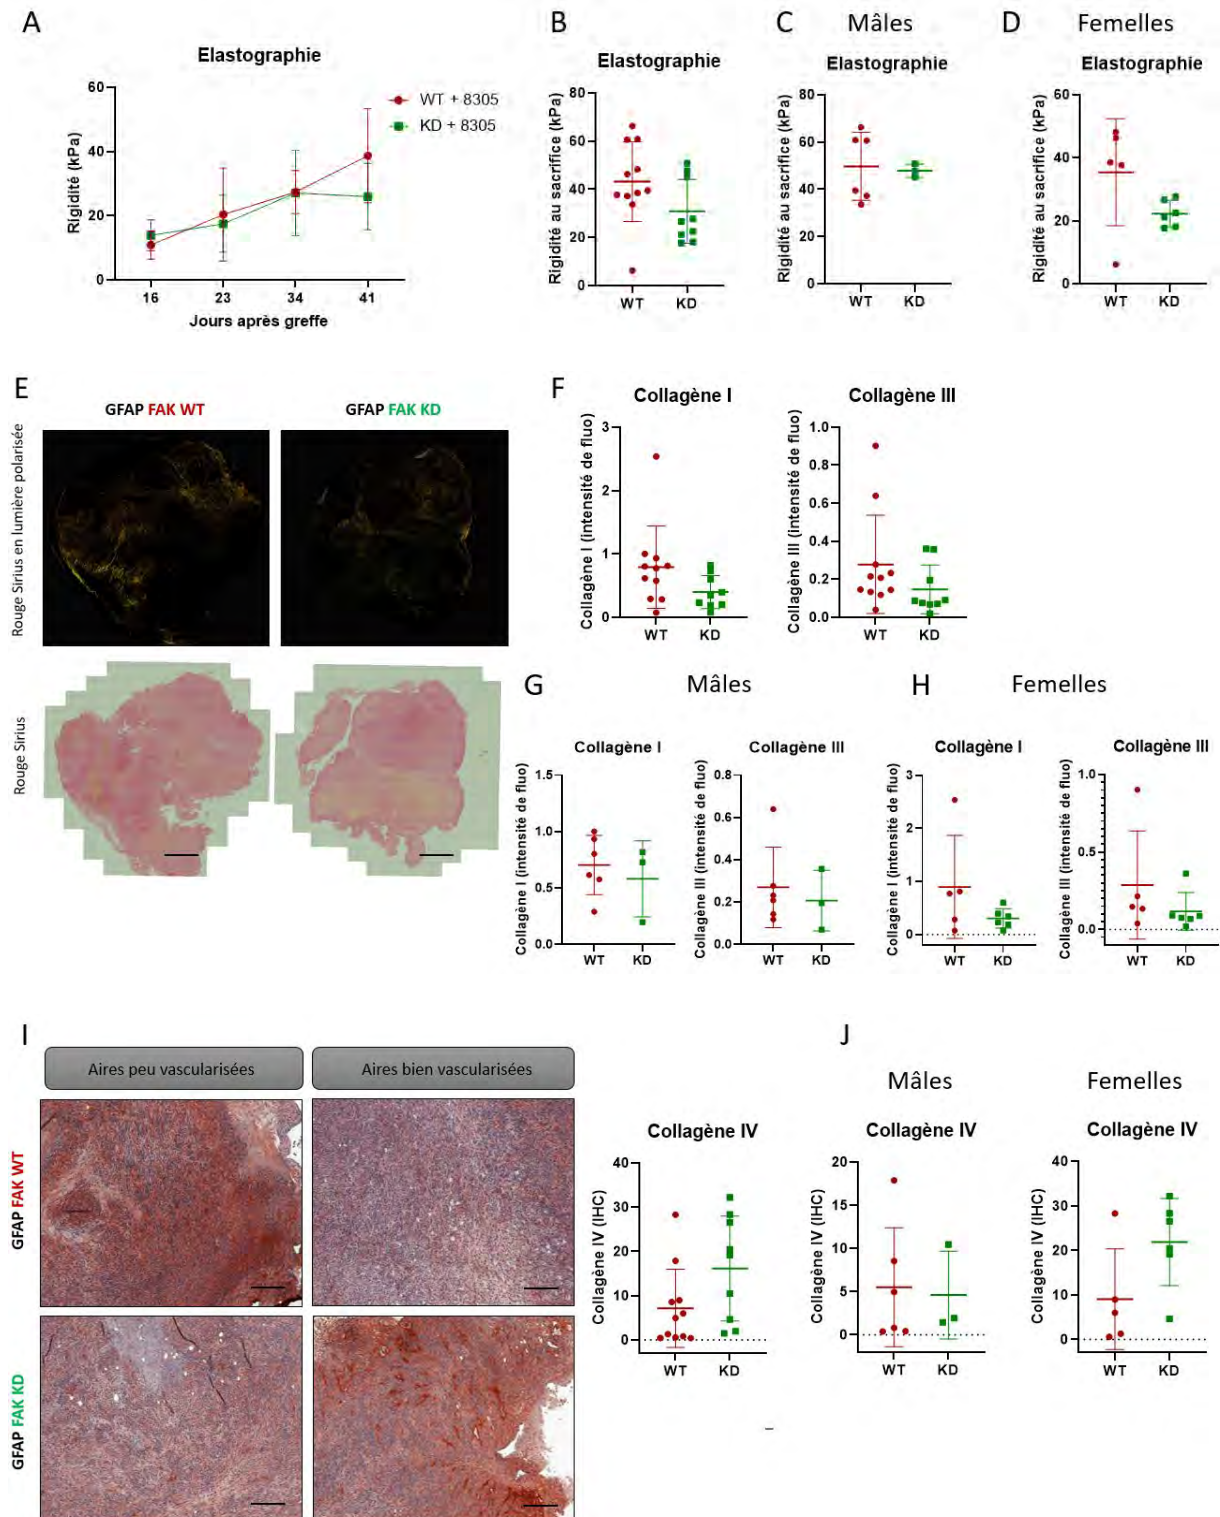 A
Elastographie
Rigidité (kPa)
60
40
20
0
16 23 34 41
Jours après greffe
WT + 8305
KD + 8305
B
Elastographie
Rigidité au sacrifice (kPa)
80
60
40
20
0
WT KD
C Mâles
Elastographie
Rigidité au sacrifice (kPa)
80
60
40
20
0
WT KD
D Femelles
Elastographie
Rigidité au sacrifice (kPa)
60
40
20
0
WT KD
E
GFAP FAK WT
GFAP FAK KD
Rouge Sirius en lumière polarisée
Rouge Sirius
F
Collagène I
Collagène I (intensité de fluo)
3
2
1
0
WT KD
Collagène III
Collagène III (intensité de fluo)
1.0
0.8
0.6
0.4
0.2
0.0
WT KD
G Mâles
Collagène I
Collagène I (intensité de fluo)
1.5
1.0
0.5
0.0
WT KD
Collagène III
Collagène III (intensité de fluo)
0.8
0.6
0.4
0.2
0.0
WT KD
H Femelles
Collagène I
Collagène I (intensité de fluo)
3
2
1
0
WT KD
Collagène III
Collagène III (intensité de fluo)
1.0
0.5
0.0
WT KD
I
Aires peu vascularisées
Aires bien vascularisées
GFAP FAK WT
GFAP FAK KD
Collagène IV
Collagène IV (IHC)
40
30
20
10
0
WT KD
J
Mâles
Collagène IV
Collagène IV (IHC)
20
15
10
5
0
WT KD
Femelles
Collagène IV
Collagène IV (IHC)
40
30
20
10
0
WT KD